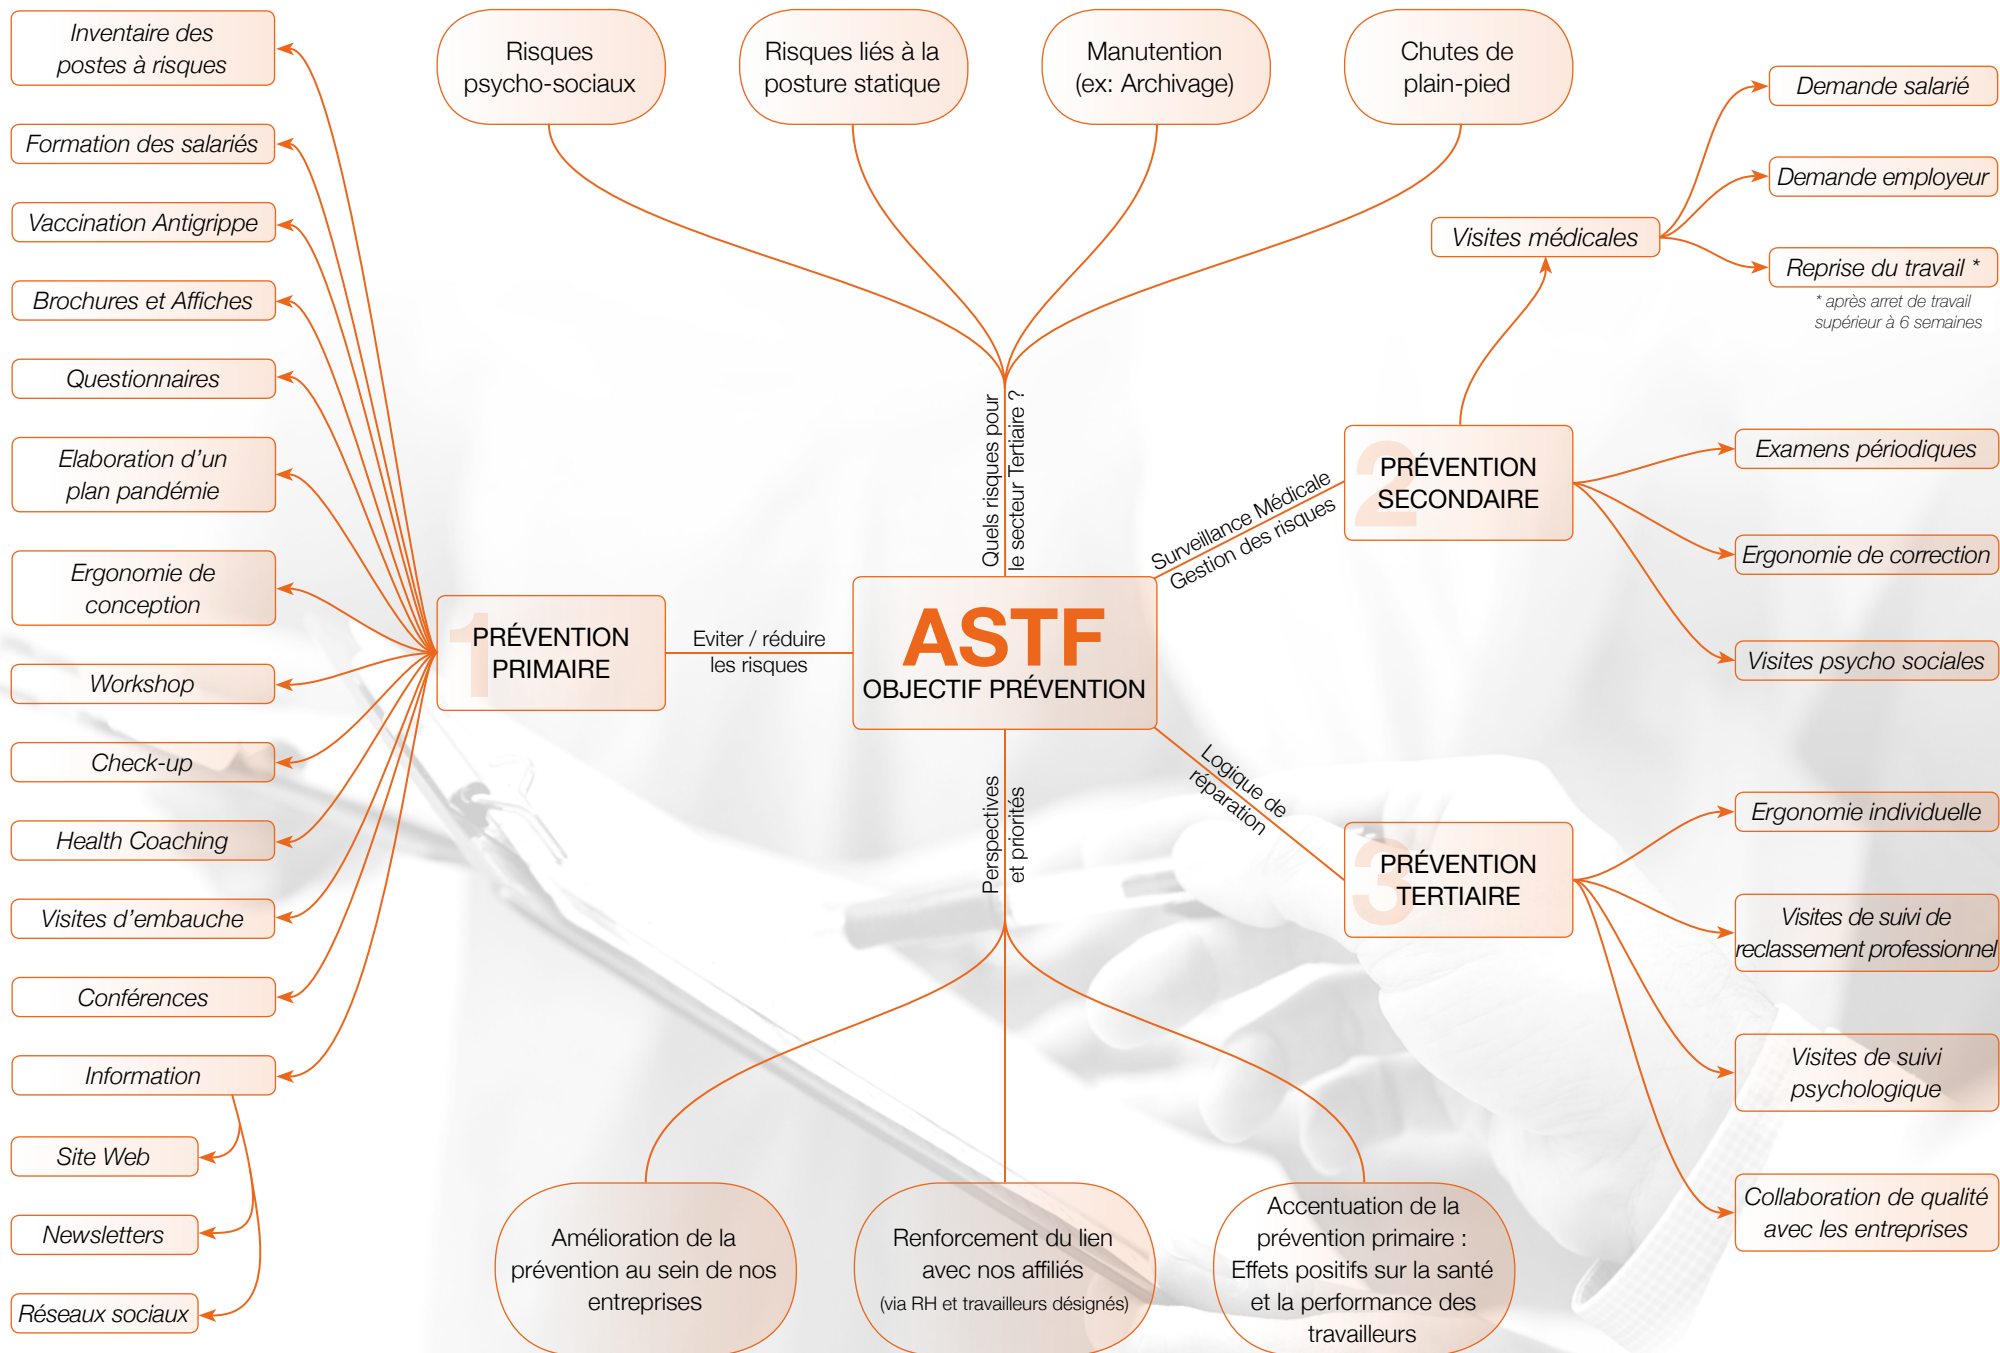 Inventaire des
postes à risques
Formation des salariés
Vaccination Antigrippe
Brochures et Affiches
Questionnaires
Elaboration d'un
plan pandémie
Ergonomie de
conception
Workshop
Check-up
Health Coaching
Visites d'embauche
Conférences
Information
Site Web
Newsletters
Réseaux sociaux
1
PRÉVENTION
PRIMAIRE
Eviter / réduire
les risques
Risques
psycho-sociaux
Risques liés à la
posture statique
Manutention
(ex: Archivage)
Chutes de
plain-pied
Quels risques pour
le secteur Tertiaire ?
ASTF
OBJECTIF PRÉVENTION
Perspectives
et priorités
Amélioration de la
prévention au sein de nos
entreprises
Renforcement du lien
avec nos affiliés
(via RH et travailleurs désignés)
Accentuation de la
prévention primaire :
Effets positifs sur la santé
et la performance des
travailleurs
Surveillance Médicale
Gestion des risques
2
PRÉVENTION
SECONDAIRE
Visites médicales
Demande salarié
Demande employeur
Reprise du travail *
* après arret de travail
supérieur à 6 semaines
Examens périodiques
Ergonomie de correction
Visites psycho sociales
Logique de
réparation
3
PRÉVENTION
TERTIAIRE
Ergonomie individuelle
Visites de suivi de
reclassement professionnel
Visites de suivi
psychologique
Collaboration de qualité
avec les entreprises